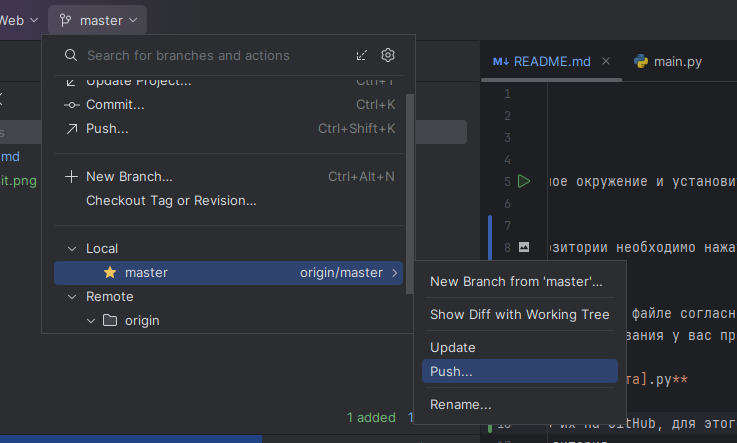 Web
master
Search for branches and actions
Update Project... Ctrl+T
Commit... Ctrl+K
Push... Ctrl+Shift+K
New Branch... Ctrl+Alt+N
Checkout Tag or Revision...
Local
master origin/master
Remote
origin
New Branch from 'master'...
Show Diff with Working Tree
Update
Push...
Rename...
md
it.png
1 added 1
README.md
main.py
1
2
3
4
5 ное окружение и установи
6
7
8 озитории необходимо нажа
файле согласн
вания у вас пр
та].py**
их на GitHub, для этог